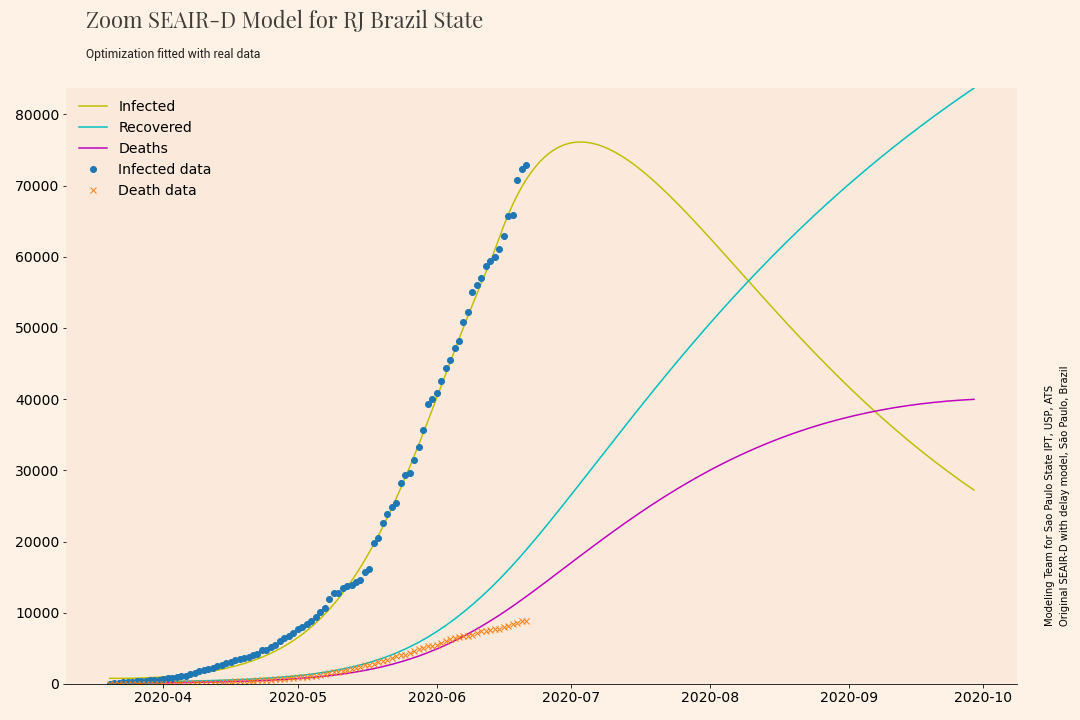 Zoom SEAIR-D Model for RJ Brazil State
Optimization fitted with real data
Infected
Recovered
Deaths
Infected data
Death data
80000
70000
60000
50000
40000
30000
20000
10000
0
2020-04
2020-05
2020-06
2020-07
2020-08
2020-09
2020-10
Modeling Team for Sao Paulo State IPT, USP, ATS
Original SEAIR-D with delay model, São Paulo, Brazil